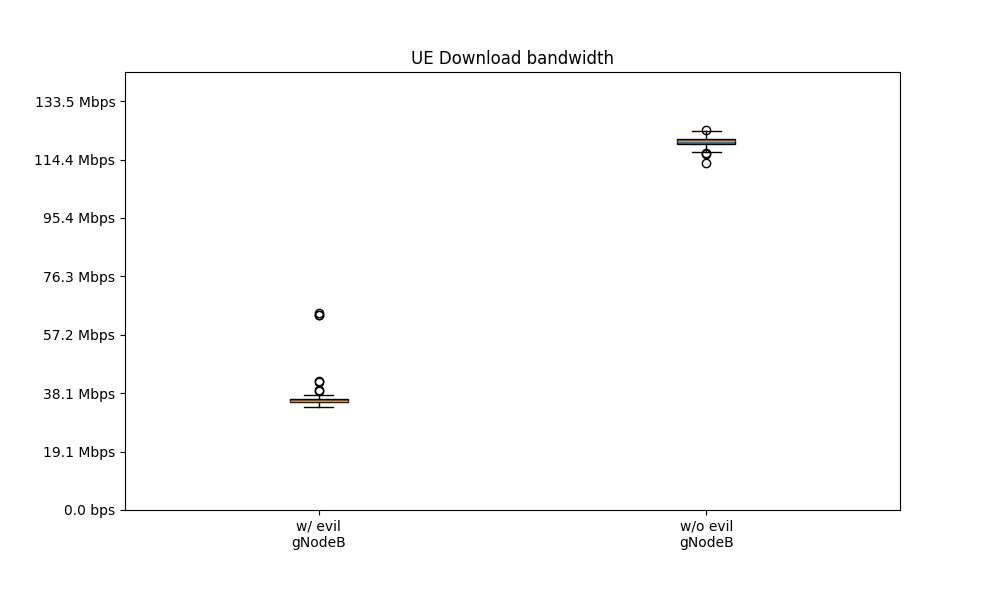 UE Download bandwidth
133.5 Mbps
114.4 Mbps
95.4 Mbps
76.3 Mbps
57.2 Mbps
38.1 Mbps
19.1 Mbps
0.0 bps
w/ evil
gNodeB
w/o evil
gNodeB